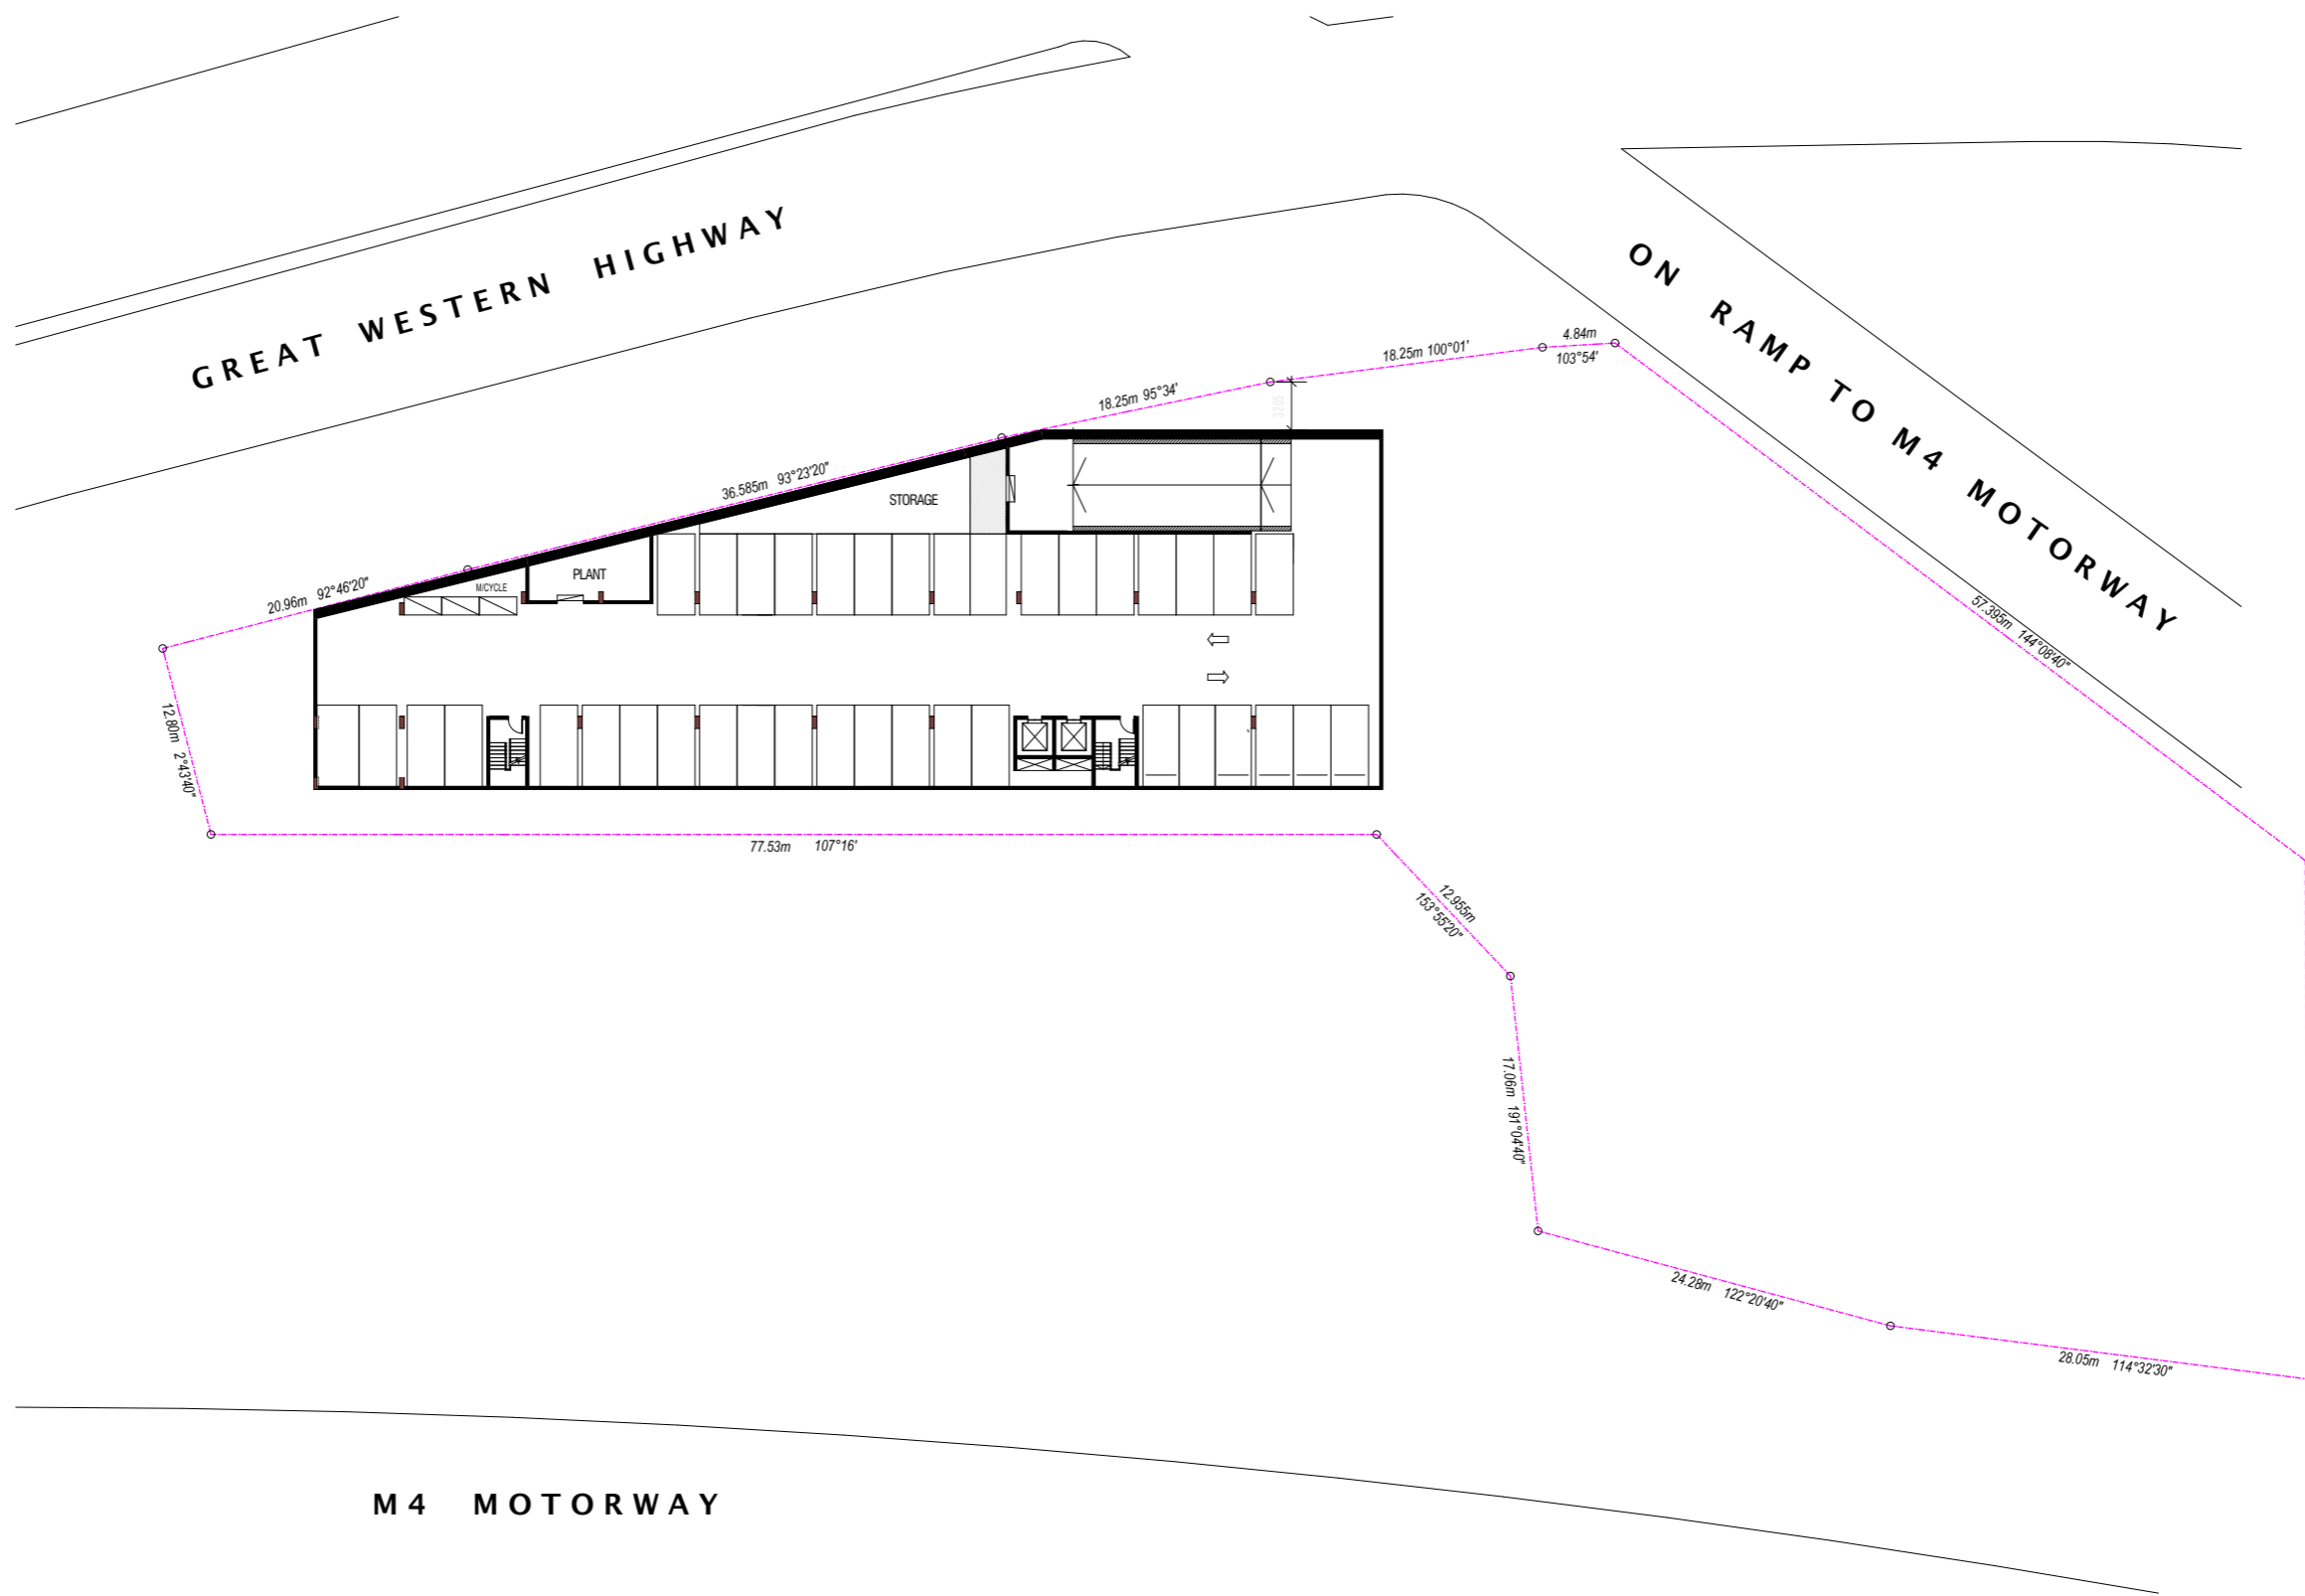 GREAT WESTERN HIGHWAY
ON RAMP TO M4 MOTORWAY
4.84m
103°54'
18.25m 100°01'
18.25m 95°34'
3205
36.585m 93°23'20"
STORAGE
20.96m 92°46'20"
PLANT
M/CYCLE
57.395m 144°08'40"
12.80m 2°43'40"
77.53m 107°16'
12.955m
153°55'20"
17.06m 191°04'40"
24.28m 122°20'40"
28.05m 114°32'30"
M4 MOTORWAY